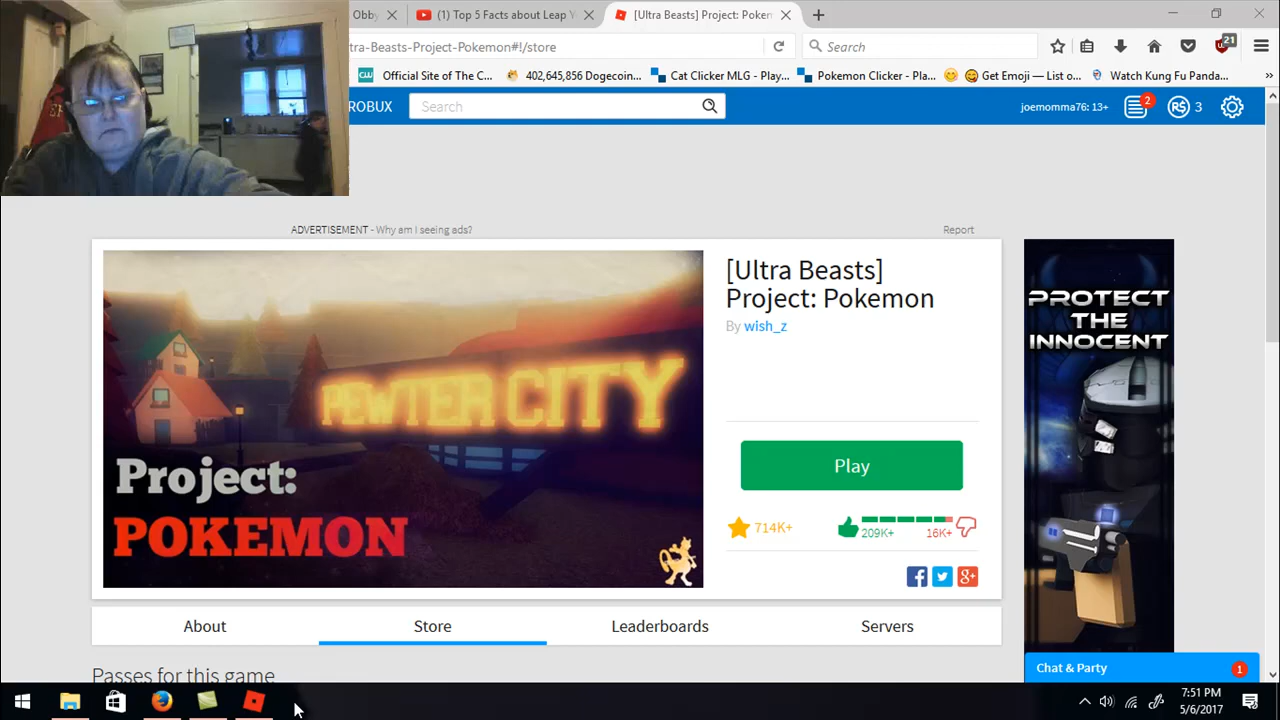 Obby
(1) Top 5 Facts about Leap Y
[Ultra Beasts] Project: Poken
tra-Beasts-Project-Pokemon#!/store
Search
21
Official Site of The C...
402,645,856 Dogecoin...
Cat Clicker MLG - Play...
Pokemon Clicker - Pla...
Get Emoji — List o...
Watch Kung Fu Panda...
»
ROBUX
Search
joemomma76: 13+
2
R$ 3
ADVERTISEMENT - Why am I seeing ads?
Report
PEWTER CITY
Project:
POKEMON
[Ultra Beasts]
Project: Pokemon
By wish_z
Play
714K+
209K+
16K+
PROTECT
THE
INNOCENT
About
Store
Leaderboards
Servers
Passes for this game
Chat & Party
1
7:51 PM
5/6/2017